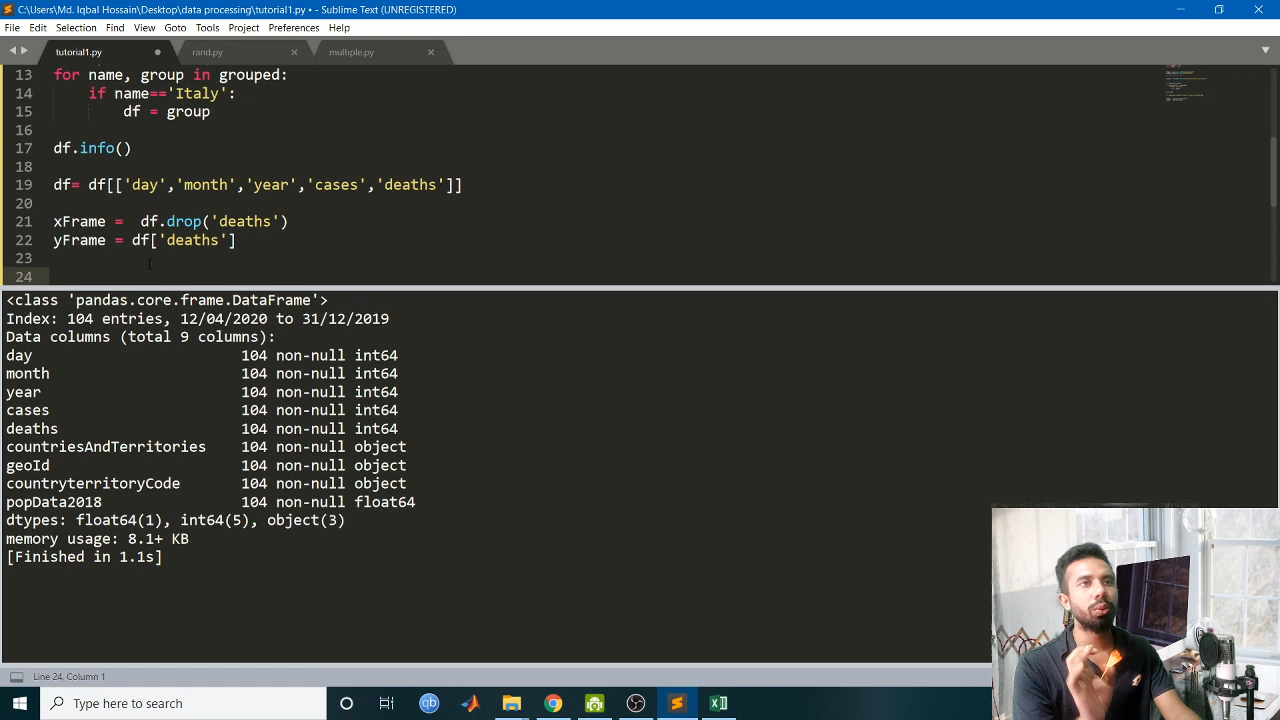 C:\Users\Md. Iqbal Hossain\Desktop\data processing\tutorial1.py • - Sublime Text (UNREGISTERED)
File Edit Selection Find View Goto Tools Project Preferences Help
tutorial1.py rand.py multiple.py
13 for name, group in grouped:
14 if name=='Italy':
15 df = group
16
17 df.info()
18
19 df= df[['day','month','year','cases','deaths']]
20
21 xFrame = df.drop('deaths')
22 yFrame = df['deaths']
23
24
<class 'pandas.core.frame.DataFrame'>
Index: 104 entries, 12/04/2020 to 31/12/2019
Data columns (total 9 columns):
day 104 non-null int64
month 104 non-null int64
year 104 non-null int64
cases 104 non-null int64
deaths 104 non-null int64
countriesAndTerritories 104 non-null object
geoId 104 non-null object
countryterritoryCode 104 non-null object
popData2018 104 non-null float64
dtypes: float64(1), int64(5), object(3)
memory usage: 8.1+ KB
[Finished in 1.1s]
Line 24, Column 1
Type here to search
qb